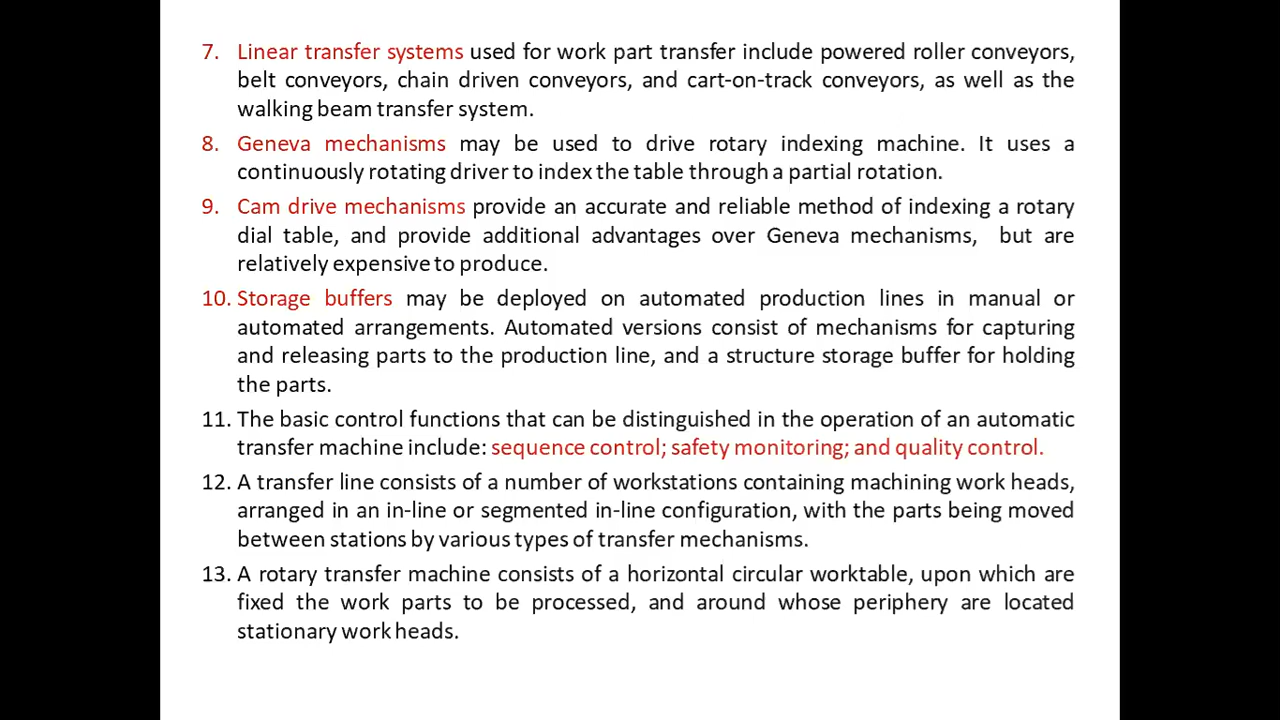 7. Linear transfer systems used for work part transfer include powered roller conveyors,
belt conveyors, chain driven conveyors, and cart-on-track conveyors, as well as the
walking beam transfer system.
8. Geneva mechanisms may be used to drive rotary indexing machine. It uses a
continuously rotating driver to index the table through a partial rotation.
9. Cam drive mechanisms provide an accurate and reliable method of indexing a rotary
dial table, and provide additional advantages over Geneva mechanisms, but are
relatively expensive to produce.
10. Storage buffers may be deployed on automated production lines in manual or
automated arrangements. Automated versions consist of mechanisms for capturing
and releasing parts to the production line, and a structure storage buffer for holding
the parts.
11. The basic control functions that can be distinguished in the operation of an automatic
transfer machine include: sequence control; safety monitoring; and quality control.
12. A transfer line consists of a number of workstations containing machining work heads,
arranged in an in-line or segmented in-line configuration, with the parts being moved
between stations by various types of transfer mechanisms.
13. A rotary transfer machine consists of a horizontal circular worktable, upon which are
fixed the work parts to be processed, and around whose periphery are located
stationary work heads.